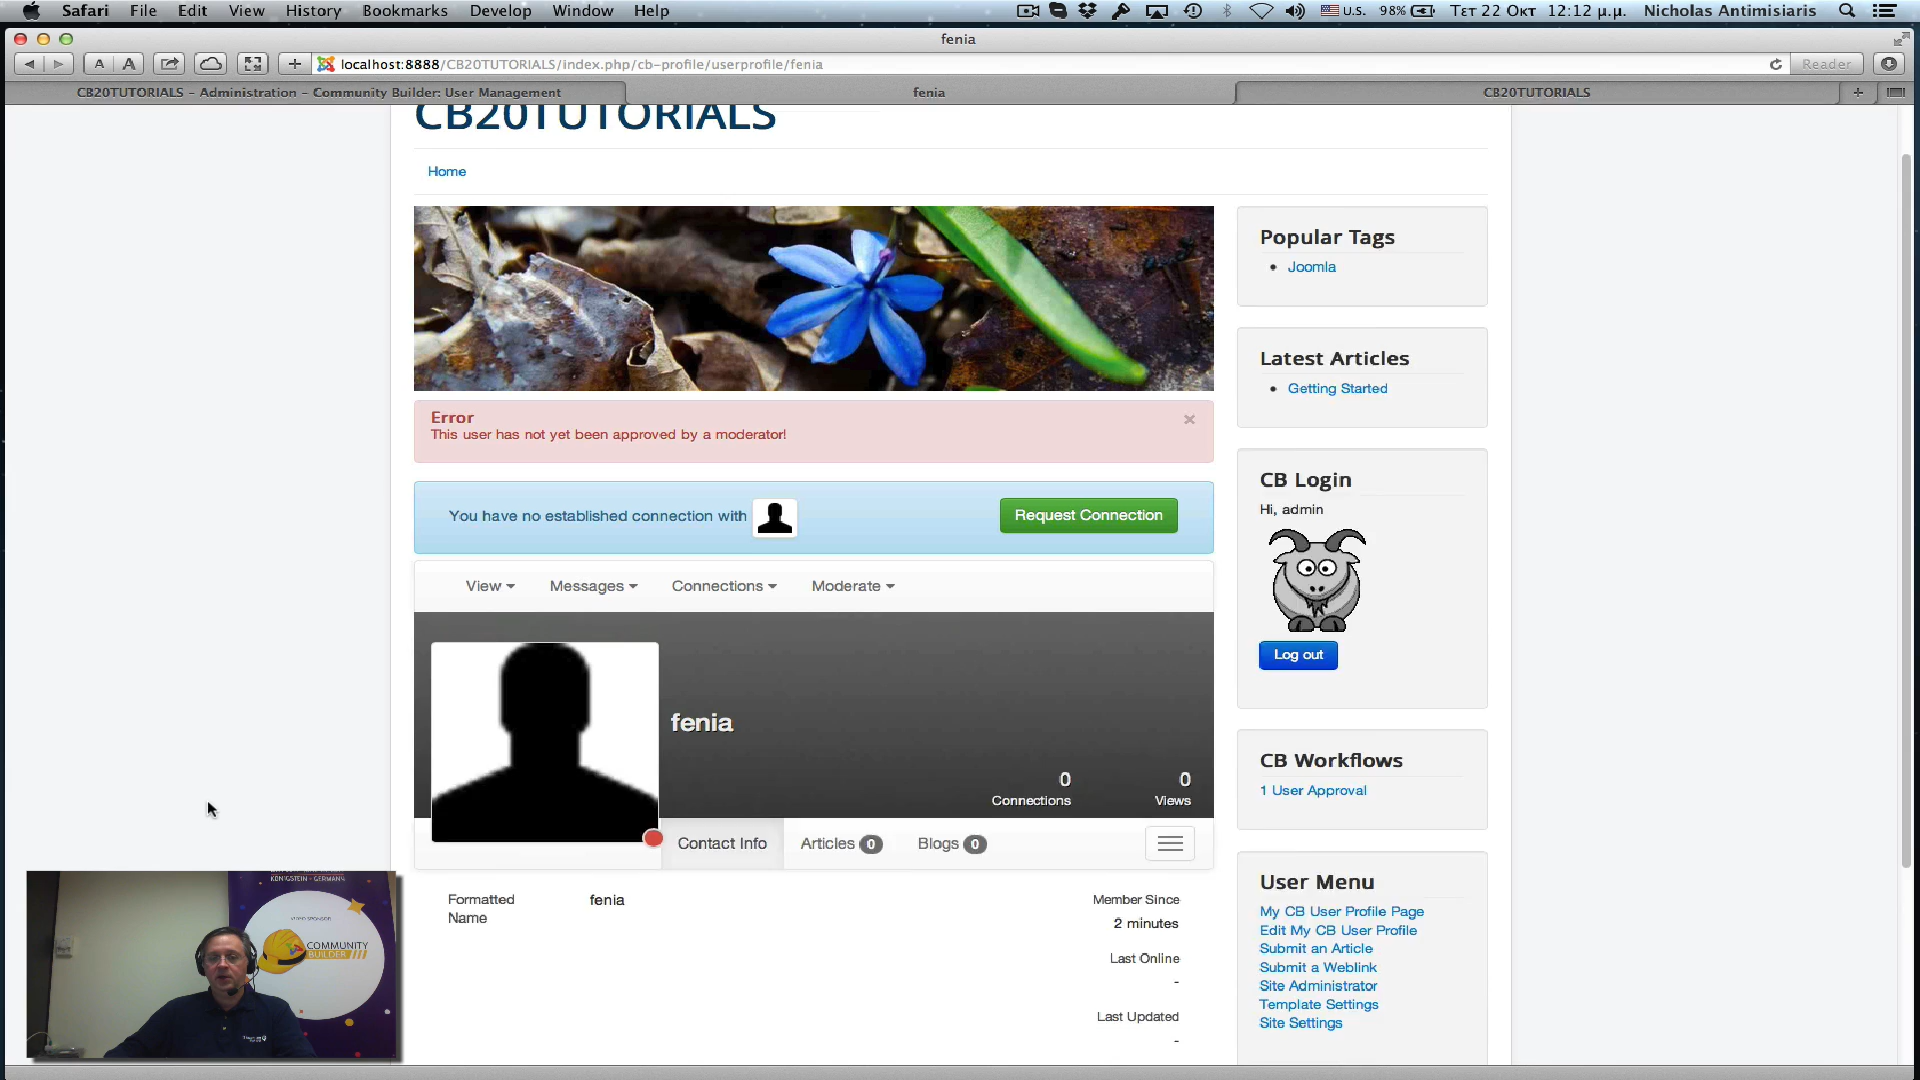 Safari File Edit View History Bookmarks Develop Window Help U.S. 98% Τετ 22 Οκτ 12:12 μ.μ. Nicholas Antimisiaris
fenia
A A + localhost:8888/CB20TUTORIALS/index.php/cb-profile/userprofile/fenia Reader
CB20TUTORIALS - Administration - Community Builder: User Management fenia CB20TUTORIALS +
CB20TUTORIALS
Home
Error
This user has not yet been approved by a moderator!
×
You have no established connection with
Request Connection
View Messages Connections Moderate
fenia
0 0
Connections Views
Contact Info Articles 0 Blogs 0
Formatted Name fenia
Member Since
2 minutes
Last Online
-
Last Updated
-
Popular Tags
Joomla
Latest Articles
Getting Started
CB Login
Hi, admin
Log out
CB Workflows
1 User Approval
User Menu
My CB User Profile Page
Edit My CB User Profile
Submit an Article
Submit a Weblink
Site Administrator
Template Settings
Site Settings
KÖNIGSTEIN - GERMANY
COMMUNITY
BUILDER